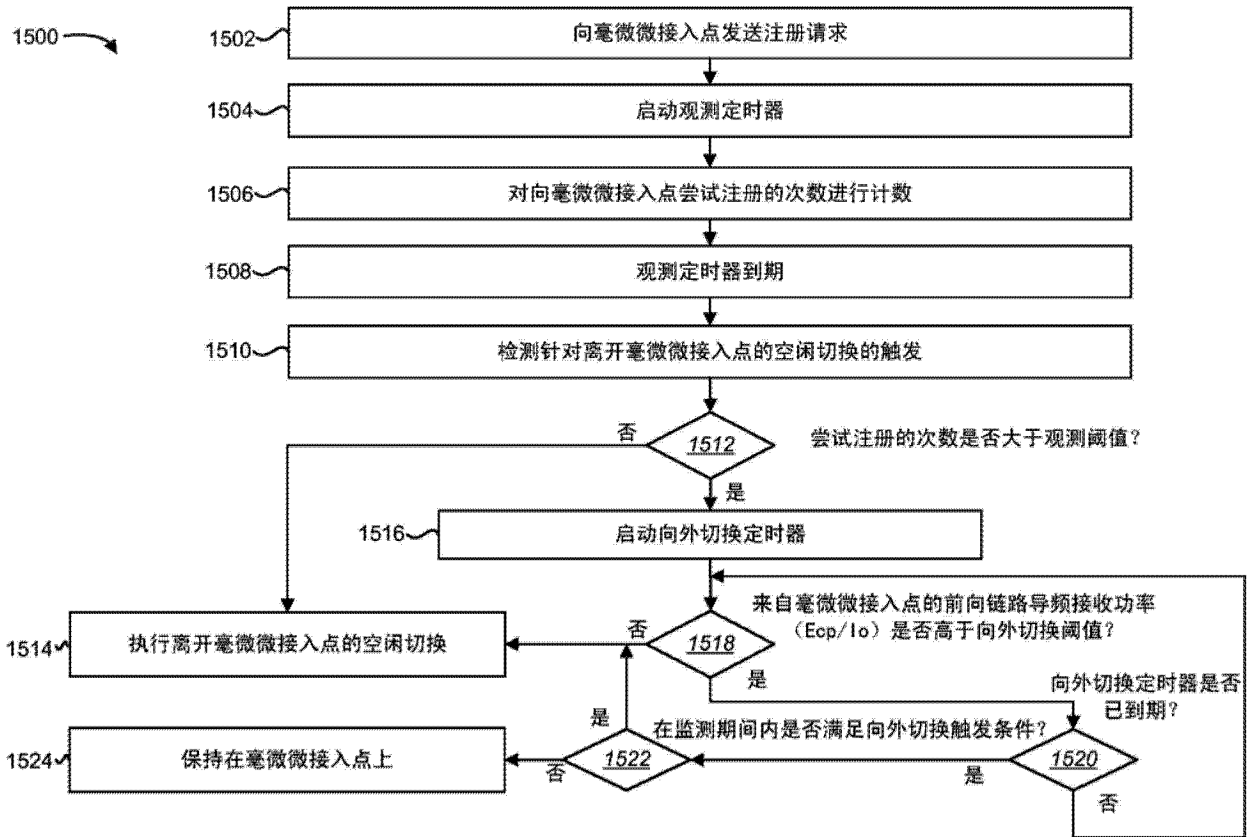 1500
1502
向毫微微接入点发送注册请求
1504
启动观测定时器
1506
对向毫微微接入点尝试注册的次数进行计数
1508
观测定时器到期
1510
检测针对离开毫微微接入点的空闲切换的触发
否
1512
尝试注册的次数是否大于观测阈值?
是
1516
启动向外切换定时器
来自毫微微接入点的前向链路导频接收功率
(Ecp/Io) 是否高于向外切换阈值?
1514
执行离开毫微微接入点的空闲切换
否
1518
是
向外切换定时器是否
已到期?
是
在监测期间内是否满足向外切换触发条件?
1524
保持在毫微微接入点上
否
1522
是
1520
否